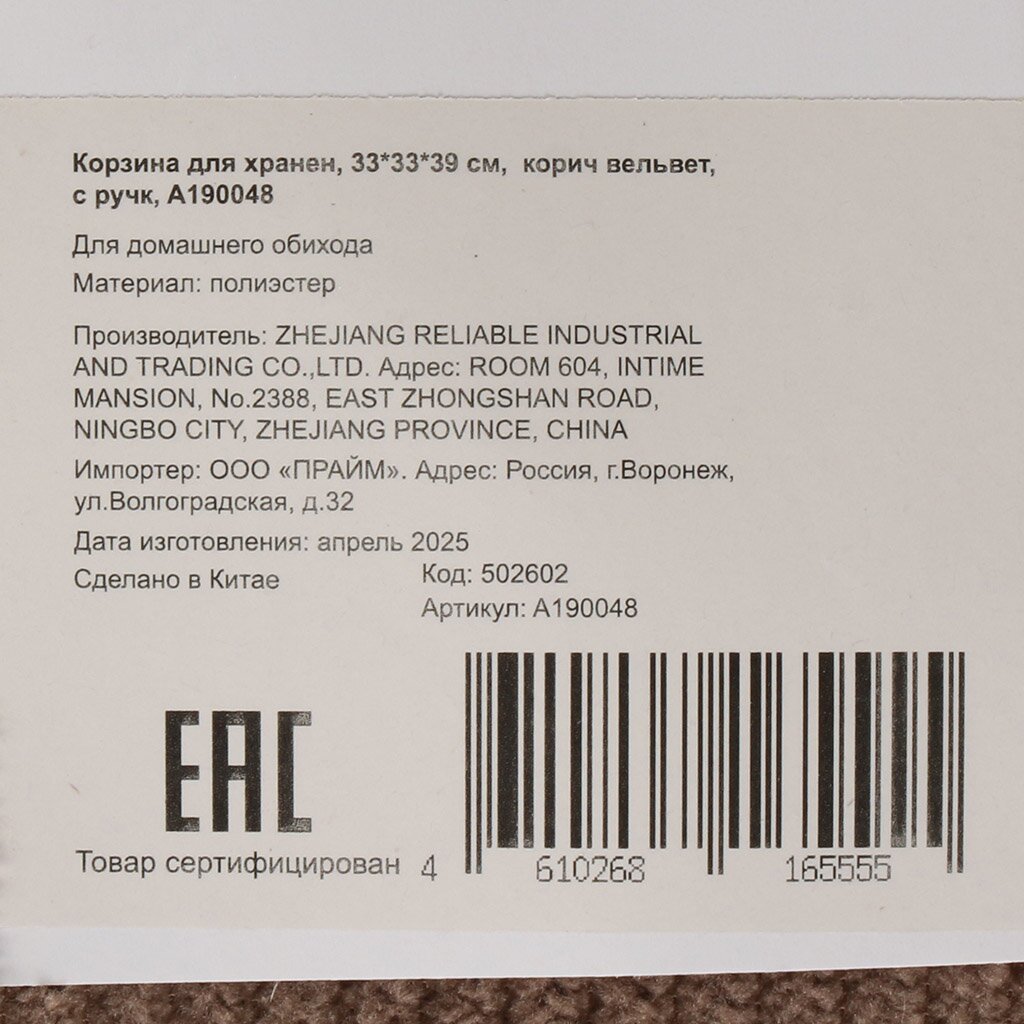 Корзина для хранен, 33*33*39 см, корич вельвет,
с ручк, А190048
Для домашнего обихода
Материал: полиэстер
Производитель: ZHEJIANG RELIABLE INDUSTRIAL
AND TRADING CO.,LTD. Адрес: ROOM 604, INTIME
MANSION, No.2388, EAST ZHONGSHAN ROAD,
NINGBO CITY, ZHEJIANG PROVINCE, CHINA
Импортер: ООО «ПРАЙМ». Адрес: Россия, г.Воронеж,
ул.Волгоградская, д.32
Дата изготовления: апрель 2025
Сделано в Китае
Код: 502602
Артикул: А190048
EAC
Товар сертифицирован
4 610268 165555